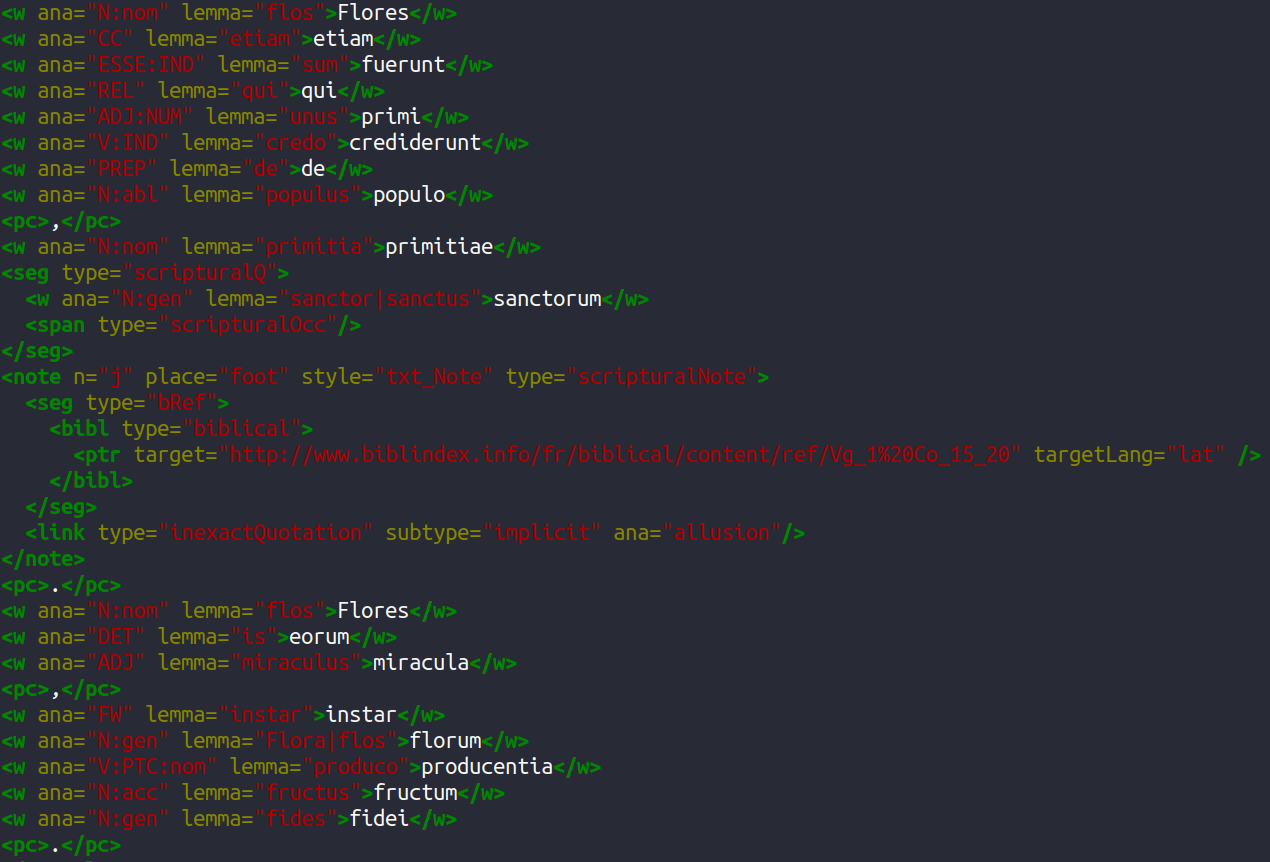 <w ana="N:nom" lemma="flos">Flores</w>
<w ana="CC" lemma="etiam">etiam</w>
<w ana="ESSE:IND" lemma="sum">fuerunt</w>
<w ana="REL" lemma="qui">qui</w>
<w ana="ADJ:NUM" lemma="unus">primi</w>
<w ana="V:IND" lemma="credo">crediderunt</w>
<w ana="PREP" lemma="de">de</w>
<w ana="N:abl" lemma="populus">populo</w>
<pc>,</pc>
<w ana="N:nom" lemma="primitia">primitiae</w>
<seg type="scripturalQ">
  <w ana="N:gen" lemma="sanctor|sanctus">sanctorum</w>
  <span type="scripturalOcc"/>
</seg>
<note n="j" place="foot" style="txt_Note" type="scripturalNote">
  <seg type="bRef">
    <bibl type="biblical">
      <ptr target="http://www.biblindex.info/fr/biblical/content/ref/Vg_1%20Co_15_20" targetLang="lat" />
    </bibl>
  </seg>
  <link type="inexactQuotation" subtype="implicit" ana="allusion"/>
</note>
<pc>.</pc>
<w ana="N:nom" lemma="flos">Flores</w>
<w ana="DET" lemma="is">eorum</w>
<w ana="ADJ" lemma="miraculus">miracula</w>
<pc>,</pc>
<w ana="FW" lemma="instar">instar</w>
<w ana="N:gen" lemma="Flora|flos">florum</w>
<w ana="V:PTC:nom" lemma="produco">producentia</w>
<w ana="N:acc" lemma="fructus">fructum</w>
<w ana="N:gen" lemma="fides">fidei</w>
<pc>.</pc>